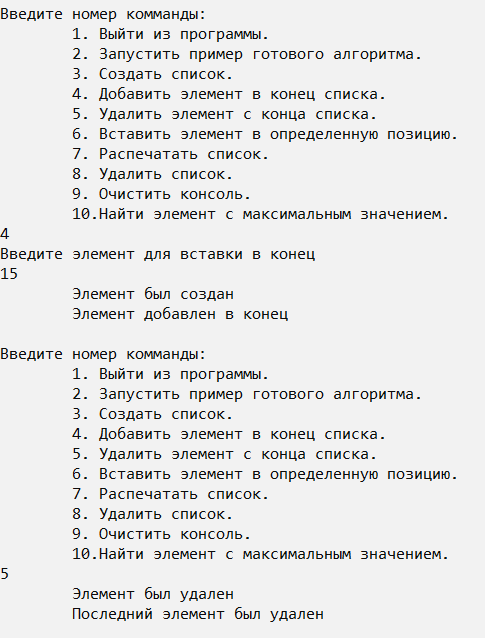 Введите номер комманды:
1. Выйти из программы.
2. Запустить пример готового алгоритма.
3. Создать список.
4. Добавить элемент в конец списка.
5. Удалить элемент с конца списка.
6. Вставить элемент в определенную позицию.
7. Распечатать список.
8. Удалить список.
9. Очистить консоль.
10.Найти элемент с максимальным значением.
4
Введите элемент для вставки в конец
15
Элемент был создан
Элемент добавлен в конец
Введите номер комманды:
1. Выйти из программы.
2. Запустить пример готового алгоритма.
3. Создать список.
4. Добавить элемент в конец списка.
5. Удалить элемент с конца списка.
6. Вставить элемент в определенную позицию.
7. Распечатать список.
8. Удалить список.
9. Очистить консоль.
10.Найти элемент с максимальным значением.
5
Элемент был удален
Последний элемент был удален